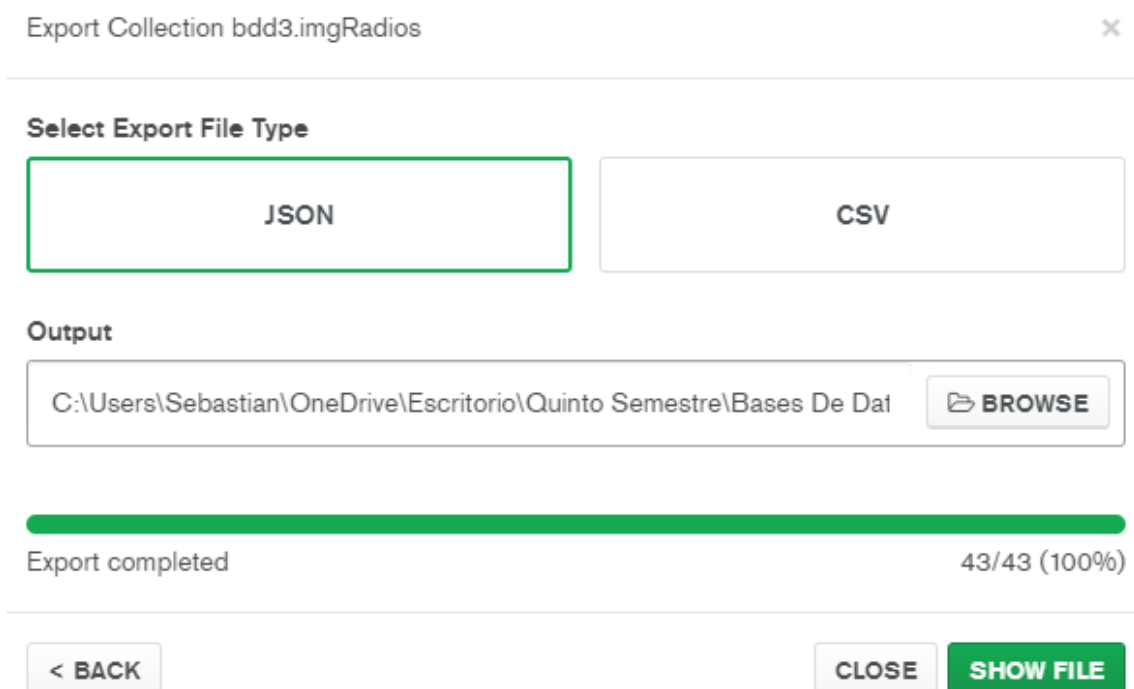 Export Collection bdd3.imgRadios ×
Select Export File Type
JSON CSV
Output
C:\Users\Sebastian\OneDrive\Escritorio\Quinto Semestre\Bases De Dat BROWSE
Export completed 43/43 (100%)
< BACK CLOSE SHOW FILE